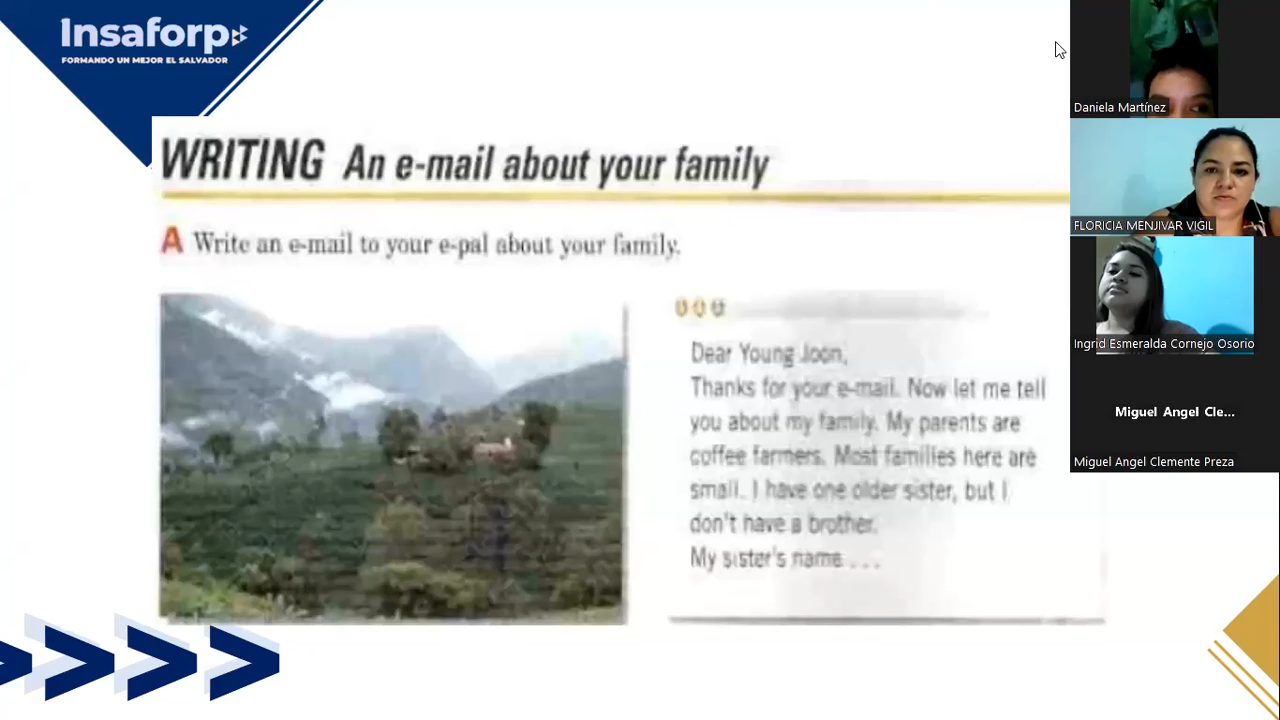 Insaforp
FORMANDO UN MEJOR EL SALVADOR
WRITING An e-mail about your family
A Write an e-mail to your e-pal about your family.
Dear Young Joon,
Thanks for your e-mail. Now let me tell
you about my family. My parents are
coffee farmers. Most families here are
small. I have one older sister, but I
don't have a brother.
My sister's name . . .
Daniela Martínez
FLORICIA MENJIVAR VIGIL
Ingrid Esmeralda Cornejo Osorio
Miguel Angel Cle...
Miguel Angel Clemente Preza